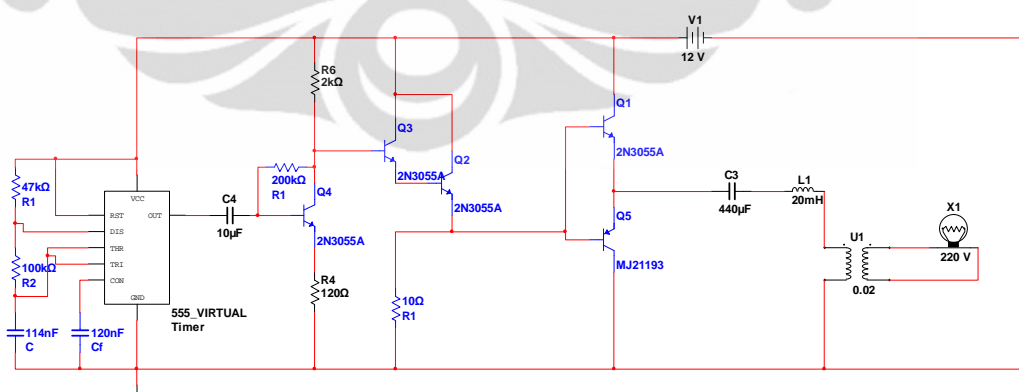 V1
12 V
R6
2kΩ
Q1
2N3055A
Q3
2N3055A
Q2
2N3055A
47kΩ
R1
VCC
RST
OUT
DIS
THR
TRI
CON
GND
555_VIRTUAL
Timer
100kΩ
R2
114nF
C
120nF
Cf
C4
10µF
200kΩ
R1
Q4
2N3055A
R4
120Ω
10Ω
R1
Q5
MJ21193
C3
440µF
L1
20mH
U1
0.02
X1
220 V